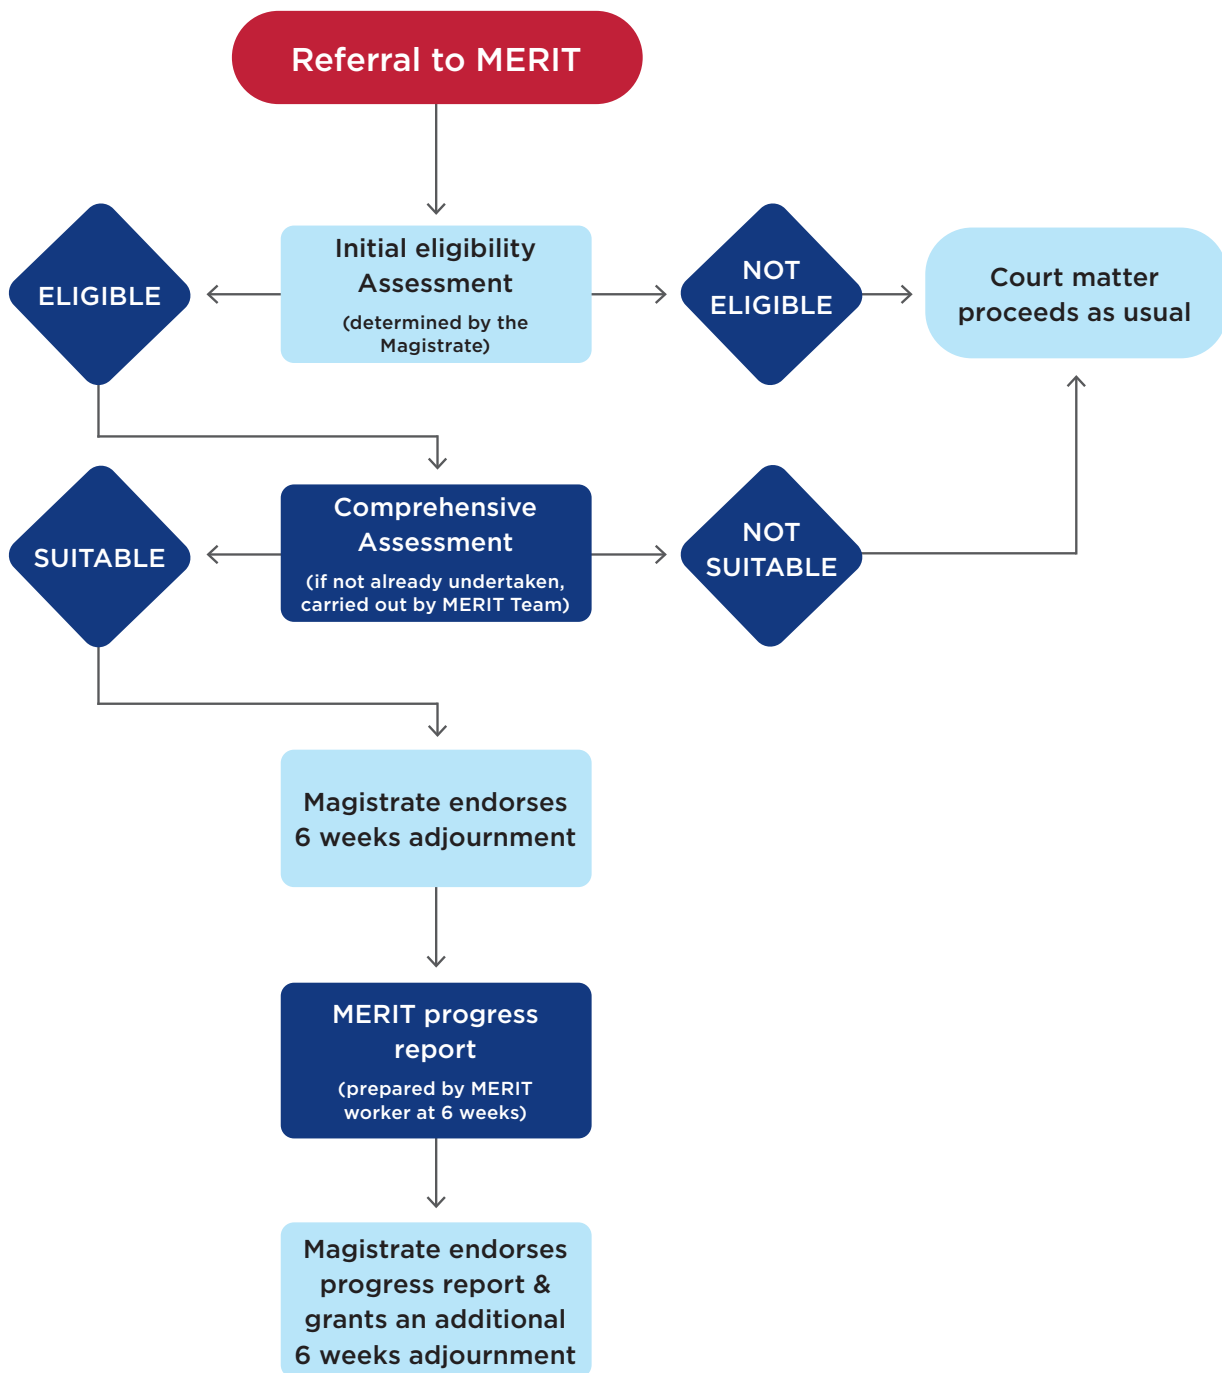 Referral to MERIT
Initial eligibility
Assessment
(determined by the
Magistrate)
ELIGIBLE
NOT
ELIGIBLE
Court matter
proceeds as usual
Comprehensive
Assessment
(if not already undertaken,
carried out by MERIT Team)
SUITABLE
NOT
SUITABLE
Magistrate endorses
6 weeks adjournment
MERIT progress
report
(prepared by MERIT
worker at 6 weeks)
Magistrate endorses
progress report &
grants an additional
6 weeks adjournment